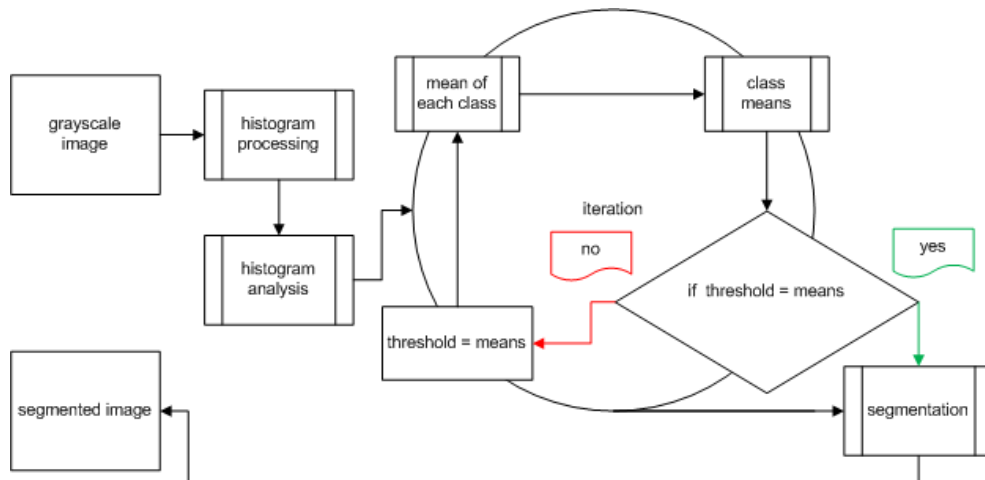 grayscale
image
histogram
processing
histogram
analysis
mean of
each class
class
means
iteration
no
yes
if threshold = means
threshold = means
segmentation
segmented image